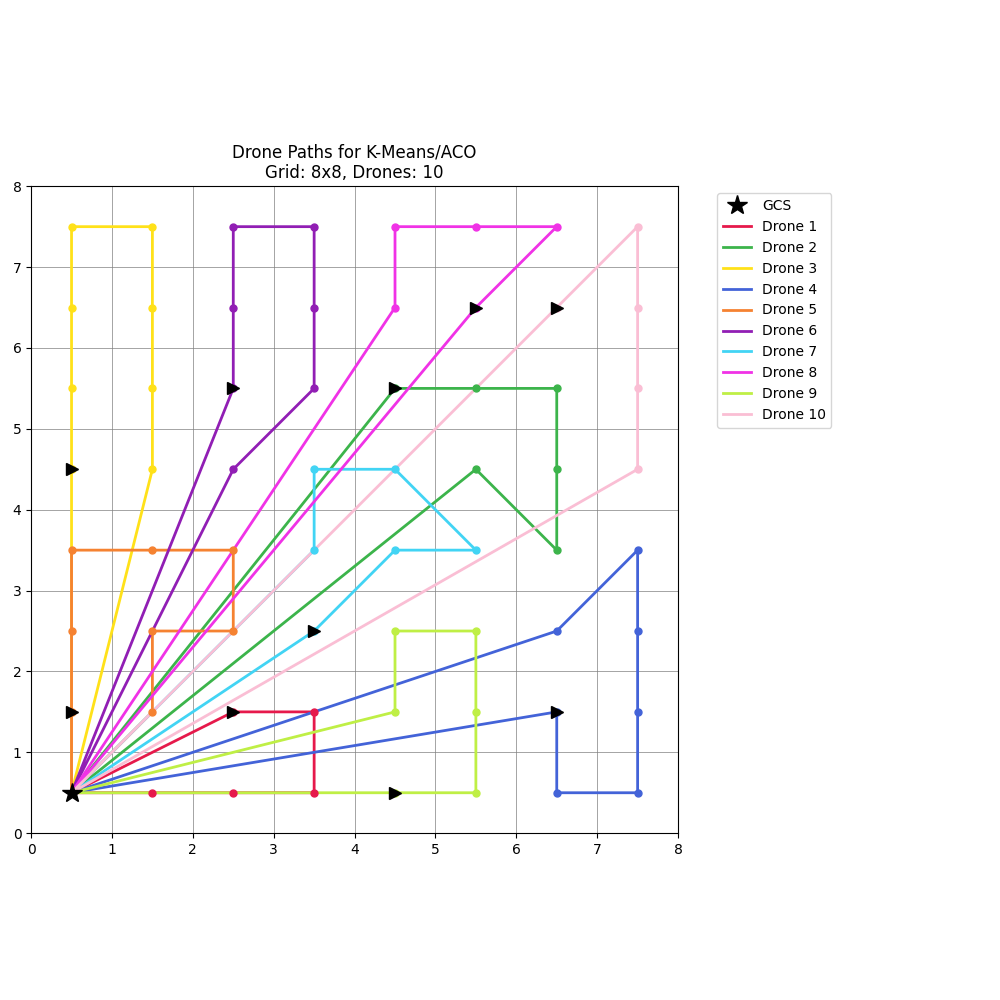 Drone Paths for K-Means/ACO
Grid: 8x8, Drones: 10
8
7
6
5
4
3
2
1
0
0 1 2 3 4 5 6 7 8
GCS
Drone 1
Drone 2
Drone 3
Drone 4
Drone 5
Drone 6
Drone 7
Drone 8
Drone 9
Drone 10